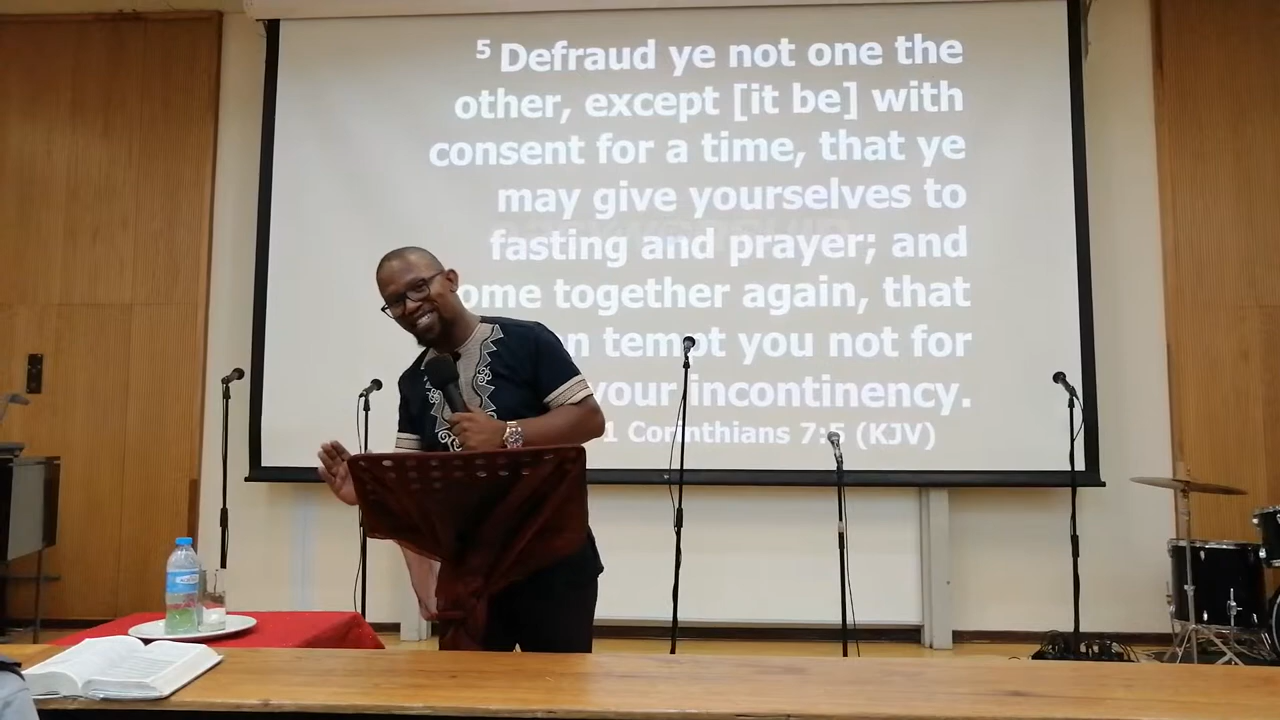 5 Defraud ye not one the
other, except [it be] with
consent for a time, that ye
may give yourselves to
fasting and prayer; and
ome together again, that
n tempt you not for
your incontinency.
1 Corinthians 7:5 (KJV)